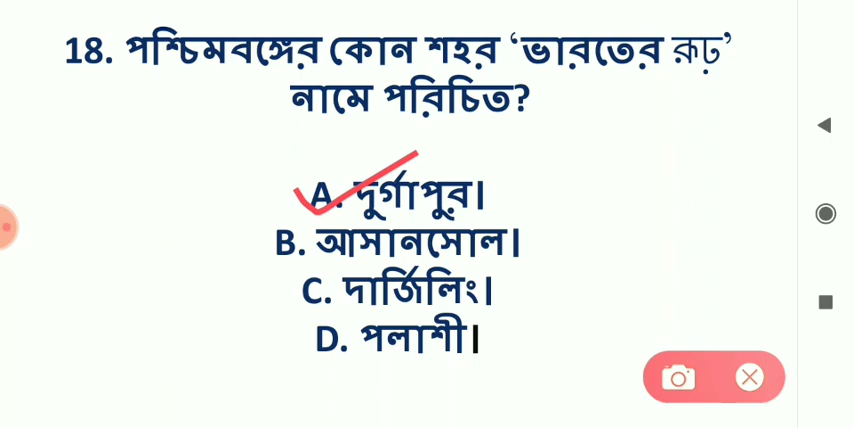 18. পশ্চিমবঙ্গের কোন শহর ‘ভারতের রূঢ়’
নামে পরিচিত?
A. দুর্গাপুর।
B. আসানসোল।
C. দার্জিলিং।
D. পলাশী।